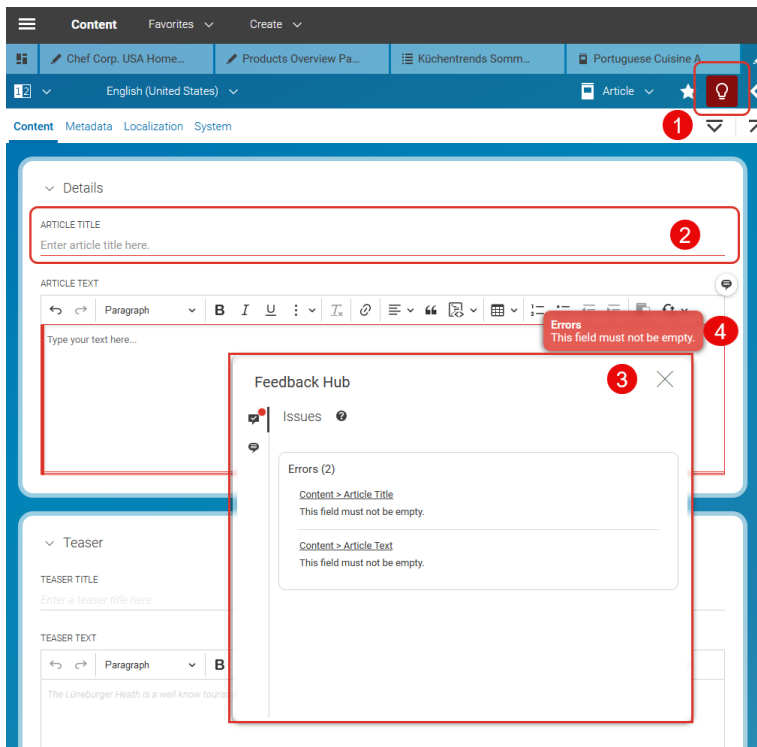 Content Favorites Create
Chef Corp. USA Home... Products Overview Pa... Küchentrends Somm... Portuguese Cuisine A
12 English (United States) Article
Content Metadata Localization System
1
Details
ARTICLE TITLE
Enter article title here.
2
ARTICLE TEXT
Paragraph B I U
Errors
This field must not be empty.
4
Type your text here...
Feedback Hub
3
Issues
Errors (2)
Content > Article Title
This field must not be empty.
Content > Article Text
This field must not be empty.
Teaser
TEASER TITLE
Enter a teaser title here.
TEASER TEXT
Paragraph B
The Lüneburger Heath is a well know